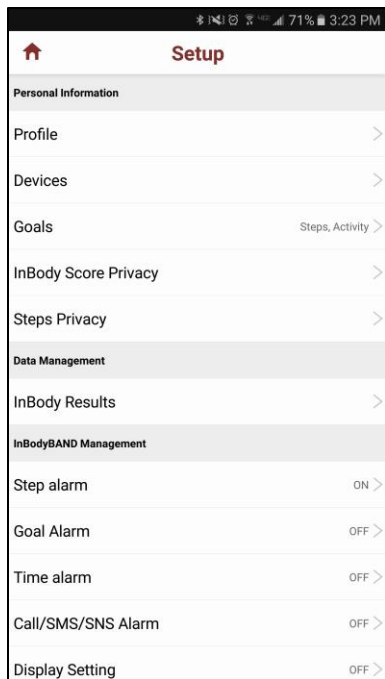 71% 3:23 PM
Setup
Personal Information
Profile
Devices
Goals Steps, Activity
InBody Score Privacy
Steps Privacy
Data Management
InBody Results
InBodyBAND Management
Step alarm ON
Goal Alarm OFF
Time alarm OFF
Call/SMS/SNS Alarm OFF
Display Setting OFF